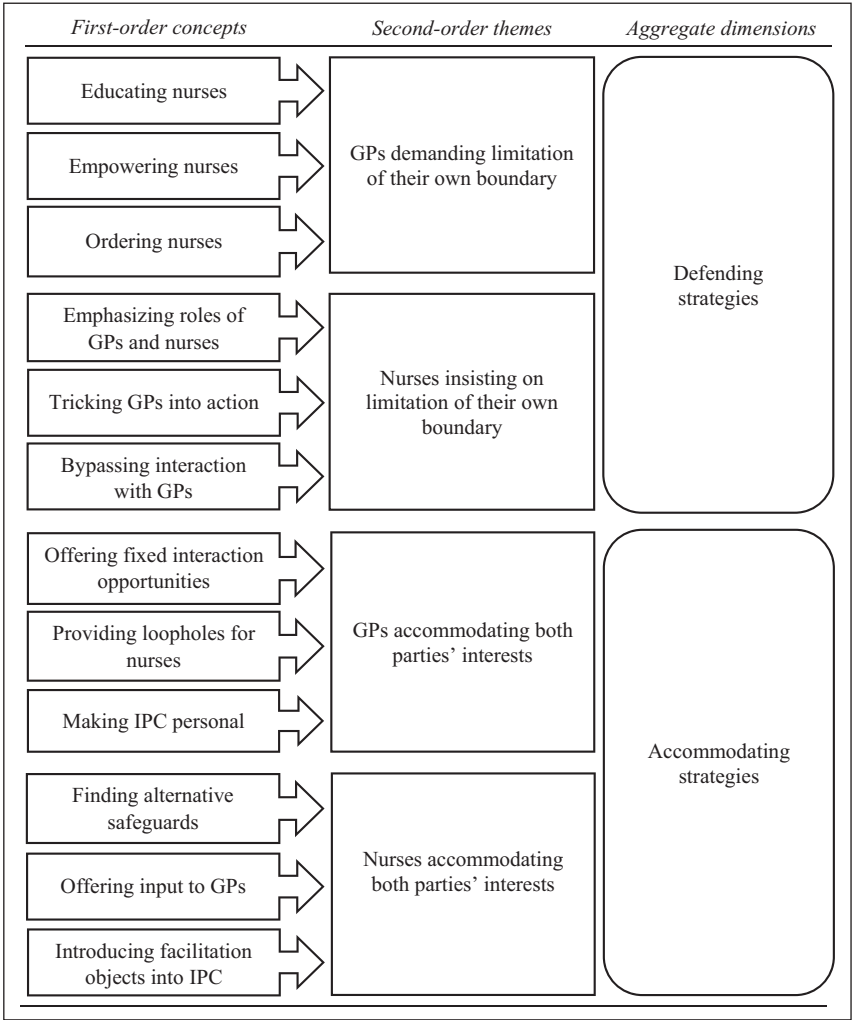 First-order concepts
Second-order themes
Aggregate dimensions
Educating nurses
Empowering nurses
Ordering nurses
GPs demanding limitation
of their own boundary
Emphasizing roles of
GPs and nurses
Tricking GPs into action
Bypassing interaction
with GPs
Nurses insisting on
limitation of their own
boundary
Defending
strategies
Offering fixed interaction
opportunities
Providing loopholes for
nurses
Making IPC personal
GPs accommodating both
parties’ interests
Finding alternative
safeguards
Offering input to GPs
Introducing facilitation
objects into IPC
Nurses accommodating
both parties’ interests
Accommodating
strategies